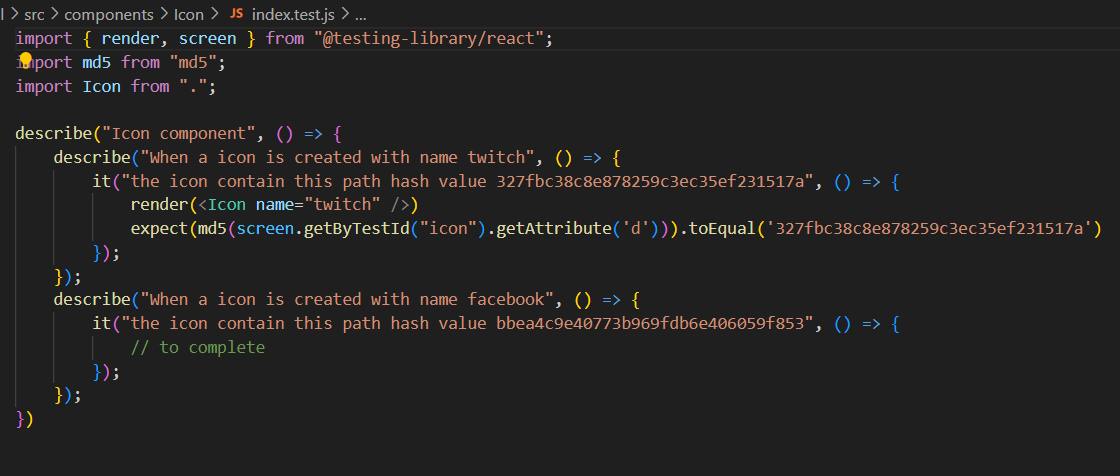 l > src > components > Icon > JS index.test.js > ...
import { render, screen } from "@testing-library/react";
import md5 from "md5";
import Icon from ".";
describe("Icon component", () => {
    describe("When a icon is created with name twitch", () => {
        it("the icon contain this path hash value 327fbc38c8e878259c3ec35ef231517a", () => {
            render(<Icon name="twitch" />)
            expect(md5(screen.getByTestId("icon").getAttribute('d'))).toEqual('327fbc38c8e878259c3ec35ef231517a')
        });
    });
    describe("When a icon is created with name facebook", () => {
        it("the icon contain this path hash value bbea4c9e40773b969fdb6e406059f853", () => {
            // to complete
        });
    });
})